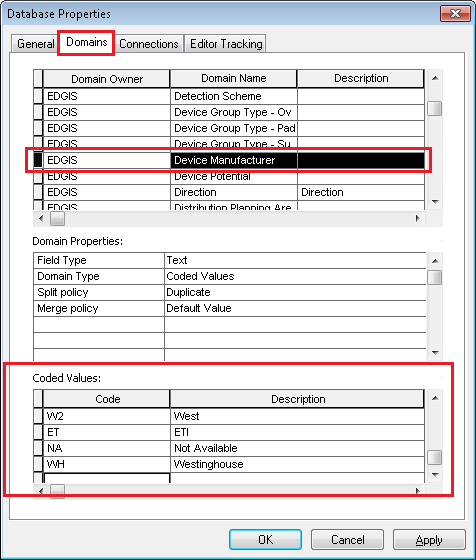 Database Properties
General Domains Connections Editor Tracking
Domain Owner Domain Name Description
EDGIS Detection Scheme
EDGIS Device Group Type - Ov
EDGIS Device Group Type - Pad
EDGIS Device Group Type - Su
EDGIS Device Manufacturer
EDGIS Device Potential
EDGIS Direction Direction
EDGIS Distribution Planning Are
Domain Properties:
Field Type Text
Domain Type Coded Values
Split policy Duplicate
Merge policy Default Value
Coded Values:
Code Description
W2 West
ET ETI
NA Not Available
WH Westinghouse
OK Cancel Apply